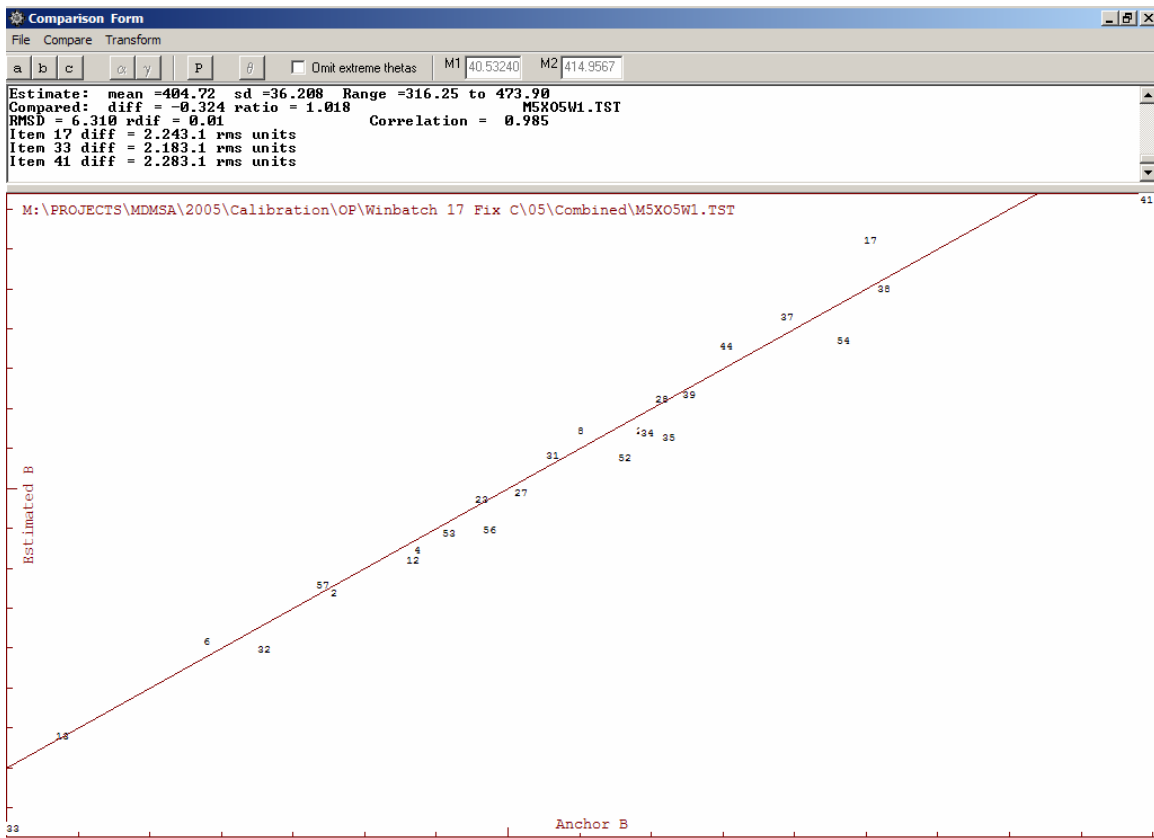 Comparison Form
File Compare Transform
a b c α γ P θ Omit extreme thetas M1 40.53240 M2 414.9567
Estimate: mean =404.72 sd =36.208 Range =316.25 to 473.90
Compared: diff = -0.324 ratio = 1.018 M5XO5W1.TST
RMSD = 6.310 rdif = 0.01 Correlation = 0.985
Item 17 diff = 2.243.1 rms units
Item 33 diff = 2.183.1 rms units
Item 41 diff = 2.283.1 rms units
M:\PROJECTS\MDMSA\2005\Calibration\OP\Winbatch 17 Fix C\05\Combined\M5XO5W1.TST
41
17
38
37
54
44
28
39
8
34
35
31
52
23
27
53
56
4
12
57
2
6
32
13
Estimated B
33
Anchor B